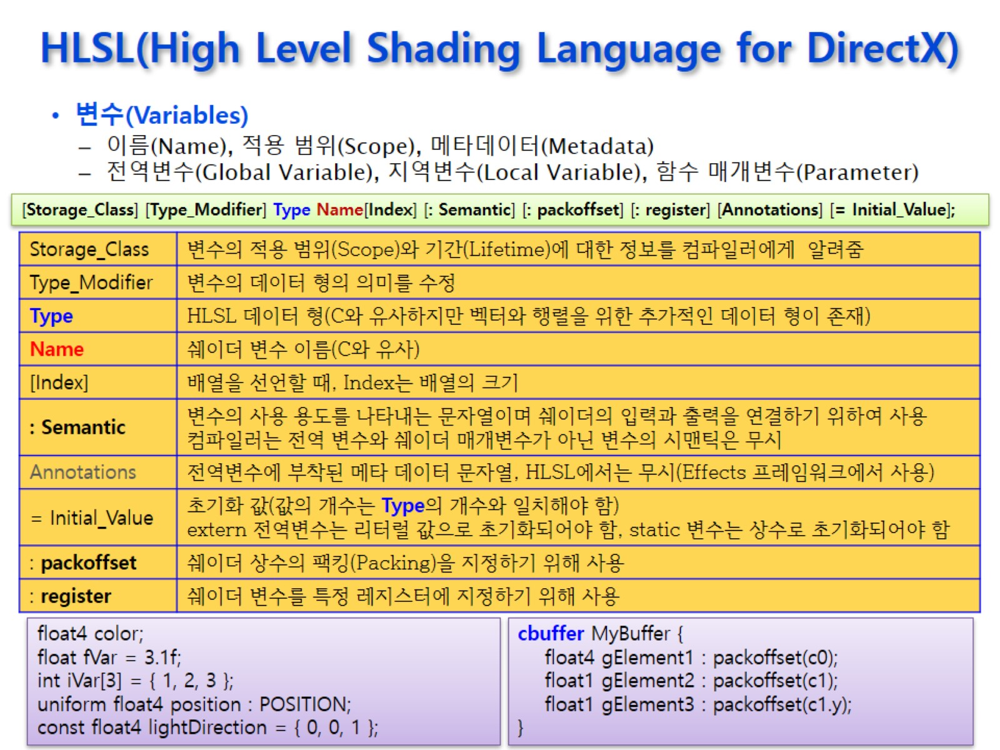 HLSL(High Level Shading Language for DirectX)
• 변수(Variables)
– 이름(Name), 적용 범위(Scope), 메타데이터(Metadata)
– 전역변수(Global Variable), 지역변수(Local Variable), 함수 매개변수(Parameter)
[Storage_Class] [Type_Modifier] Type Name[Index] [: Semantic] [: packoffset] [: register] [Annotations] [= Initial_Value];
Storage_Class 변수의 적용 범위(Scope)와 기간(Lifetime)에 대한 정보를 컴파일러에게 알려줌
Type_Modifier 변수의 데이터 형의 의미를 수정
Type HLSL 데이터 형(C와 유사하지만 벡터와 행렬을 위한 추가적인 데이터 형이 존재)
Name 쉐이더 변수 이름(C와 유사)
[Index] 배열을 선언할 때, Index는 배열의 크기
: Semantic 변수의 사용 용도를 나타내는 문자열이며 쉐이더의 입력과 출력을 연결하기 위하여 사용
컴파일러는 전역 변수와 쉐이더 매개변수가 아닌 변수의 시맨틱은 무시
Annotations 전역변수에 부착된 메타 데이터 문자열, HLSL에서는 무시(Effects 프레임워크에서 사용)
= Initial_Value 초기화 값(값의 개수는 Type의 개수와 일치해야 함)
extern 전역변수는 리터럴 값으로 초기화되어야 함, static 변수는 상수로 초기화되어야 함
: packoffset 쉐이더 상수의 팩킹(Packing)을 지정하기 위해 사용
: register 쉐이더 변수를 특정 레지스터에 지정하기 위해 사용
float4 color;
float fVar = 3.1f;
int iVar[3] = { 1, 2, 3 };
uniform float4 position : POSITION;
const float4 lightDirection = { 0, 0, 1 };
cbuffer MyBuffer {
float4 gElement1 : packoffset(c0);
float1 gElement2 : packoffset(c1);
float1 gElement3 : packoffset(c1.y);
}